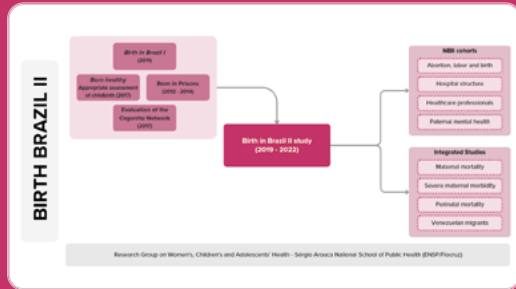 BIRTH BRAZIL II
Birth in Brazil I
(2011)
Born healthy
Appropriate assessment
of childbirth (2017)
Born in Prisons
(2012 - 2014)
Evaluation of the
Cegonha Network
(2017)
Birth in Brazil II study
(2019 - 2022)
NBII cohorts
Abortion, labor and birth
Hospital structure
Healthcare professionals
Paternal mental health
Integrated Studies
Maternal mortality
Severe maternal morbidity
Perinatal mortality
Venezuelan migrants
Research Group on Women's, Children's and Adolescents' Health - Sérgio Arouca National School of Public Health (ENSP/Fiocruz)